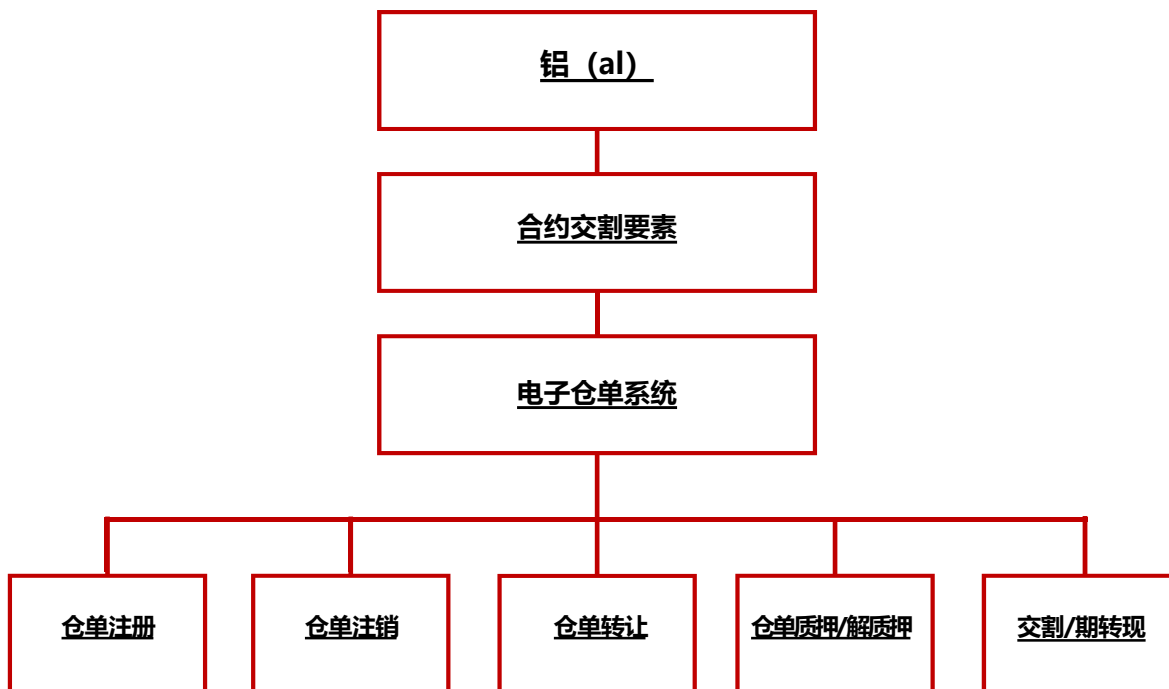 铝（al）
合约交割要素
电子仓单系统
仓单注册
仓单注销
仓单转让
仓单质押/解质押
交割/期转现